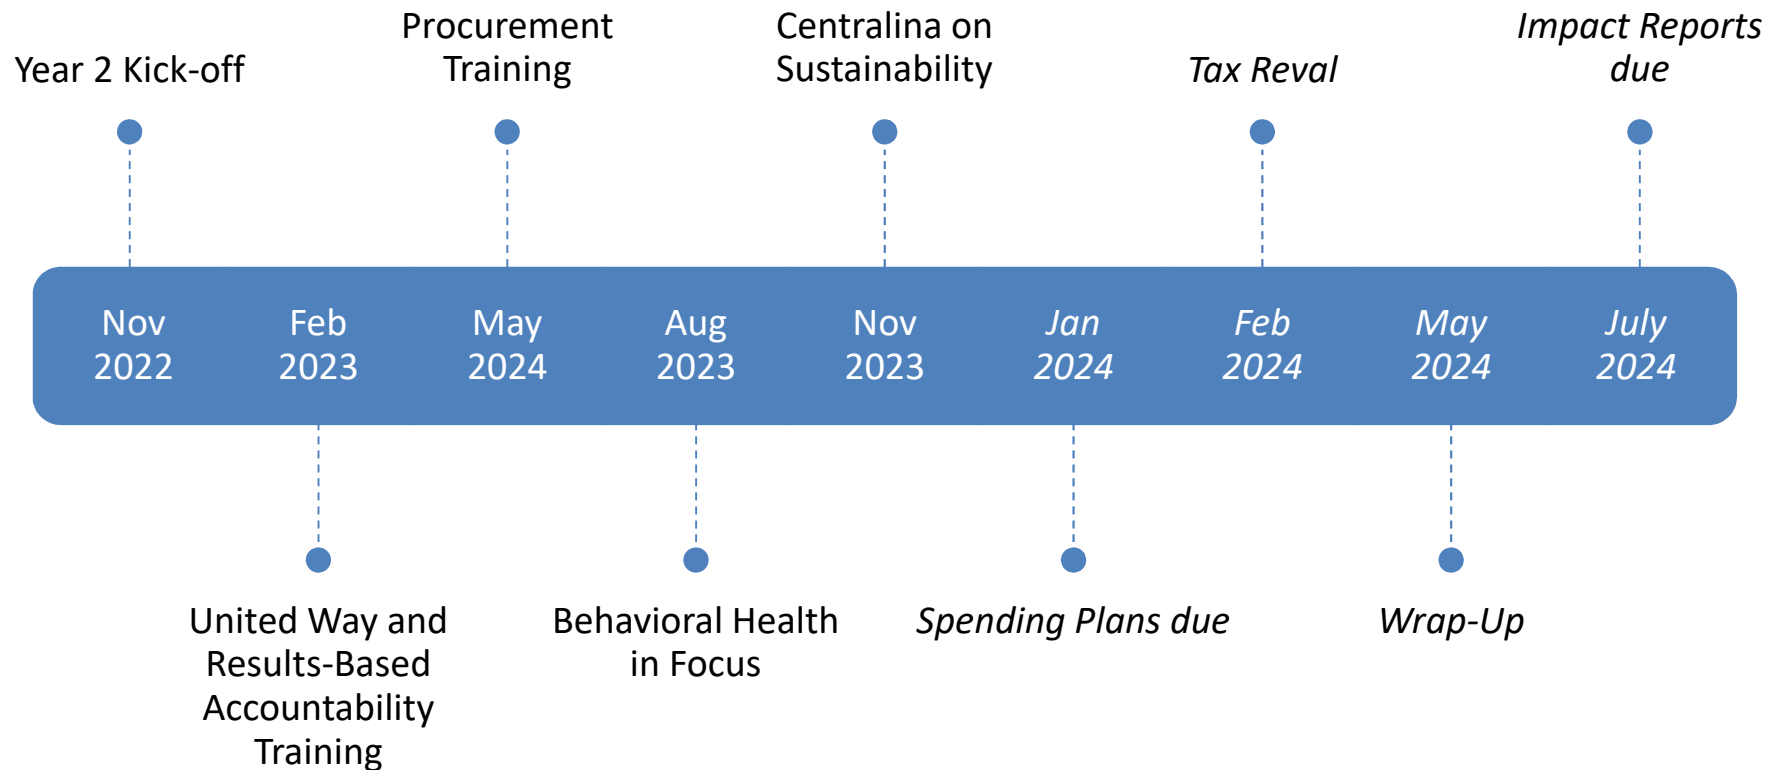 Year 2 Kick-off
Procurement
Training
Centralina on
Sustainability
Tax Reval
Impact Reports
due
Nov
2022
Feb
2023
May
2024
Aug
2023
Nov
2023
Jan
2024
Feb
2024
May
2024
July
2024
United Way and
Results-Based
Accountability
Training
Behavioral Health
in Focus
Spending Plans due
Wrap-Up